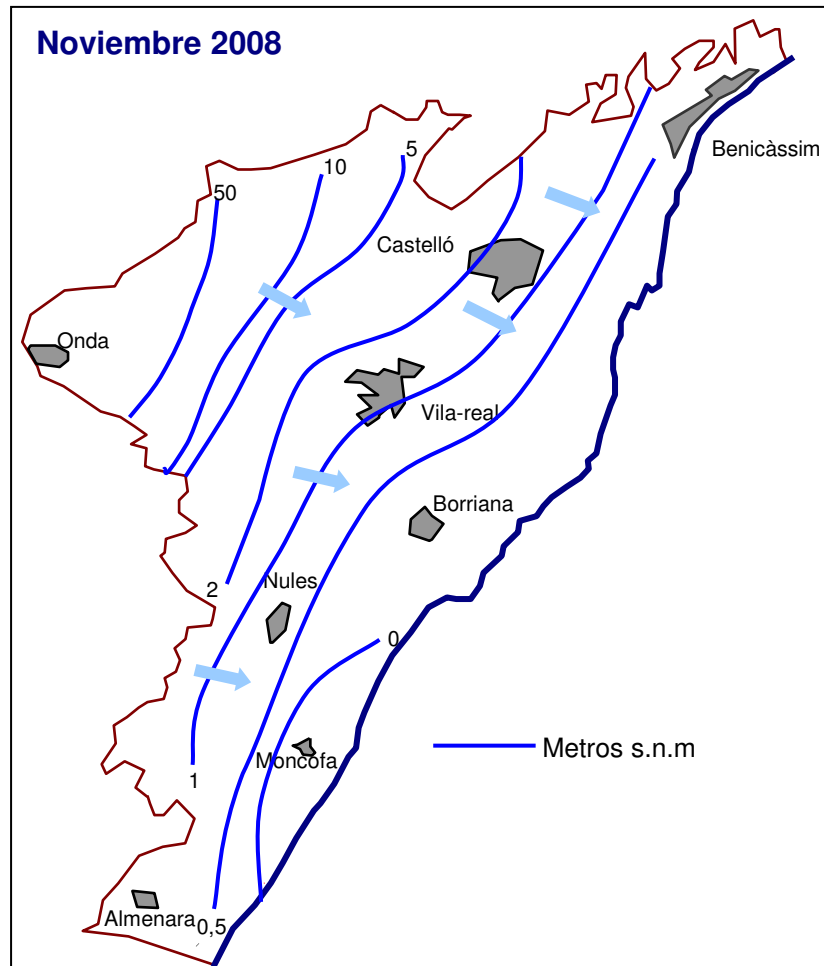 Noviembre 2008
Benicàssim
5
10
50
Castelló
Onda
Vila-real
Borriana
Nules
2
0
Metros s.n.m
Moncofa
1
Almenara
0,5